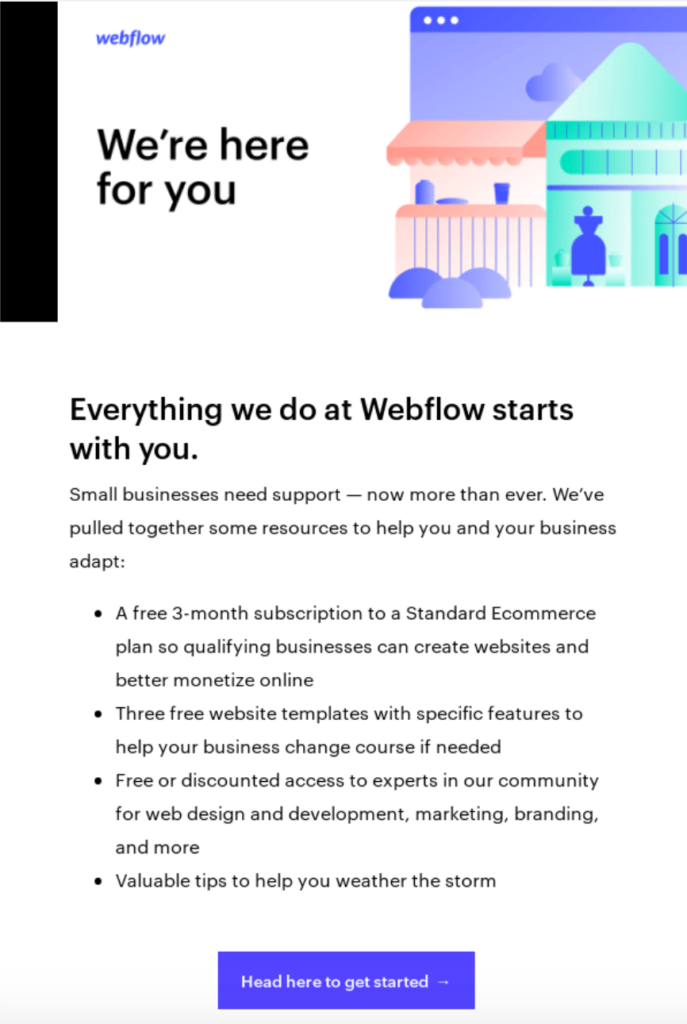 webflow
We’re here
for you
Everything we do at Webflow starts
with you.
Small businesses need support — now more than ever. We’ve
pulled together some resources to help you and your business
adapt:
• A free 3-month subscription to a Standard Ecommerce
plan so qualifying businesses can create websites and
better monetize online
• Three free website templates with specific features to
help your business change course if needed
• Free or discounted access to experts in our community
for web design and development, marketing, branding,
and more
• Valuable tips to help you weather the storm
Head here to get started →